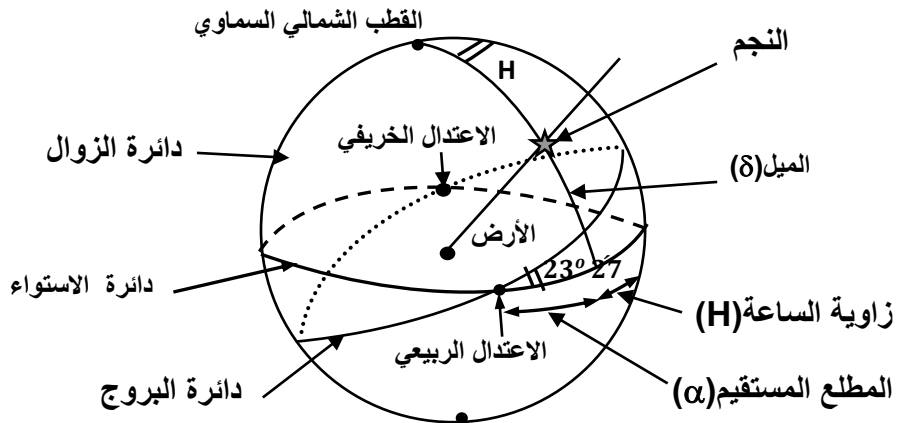 القطب الشمالي السماوي
النجم
H
دائرة الزوال
الاعتدال الخريفي
الميل(δ)
الأرض
23º 27́
دائرة الاستواء
زاوية الساعة(H)
الاعتدال الربيعي
المطلع المستقيم(α)
دائرة البروج